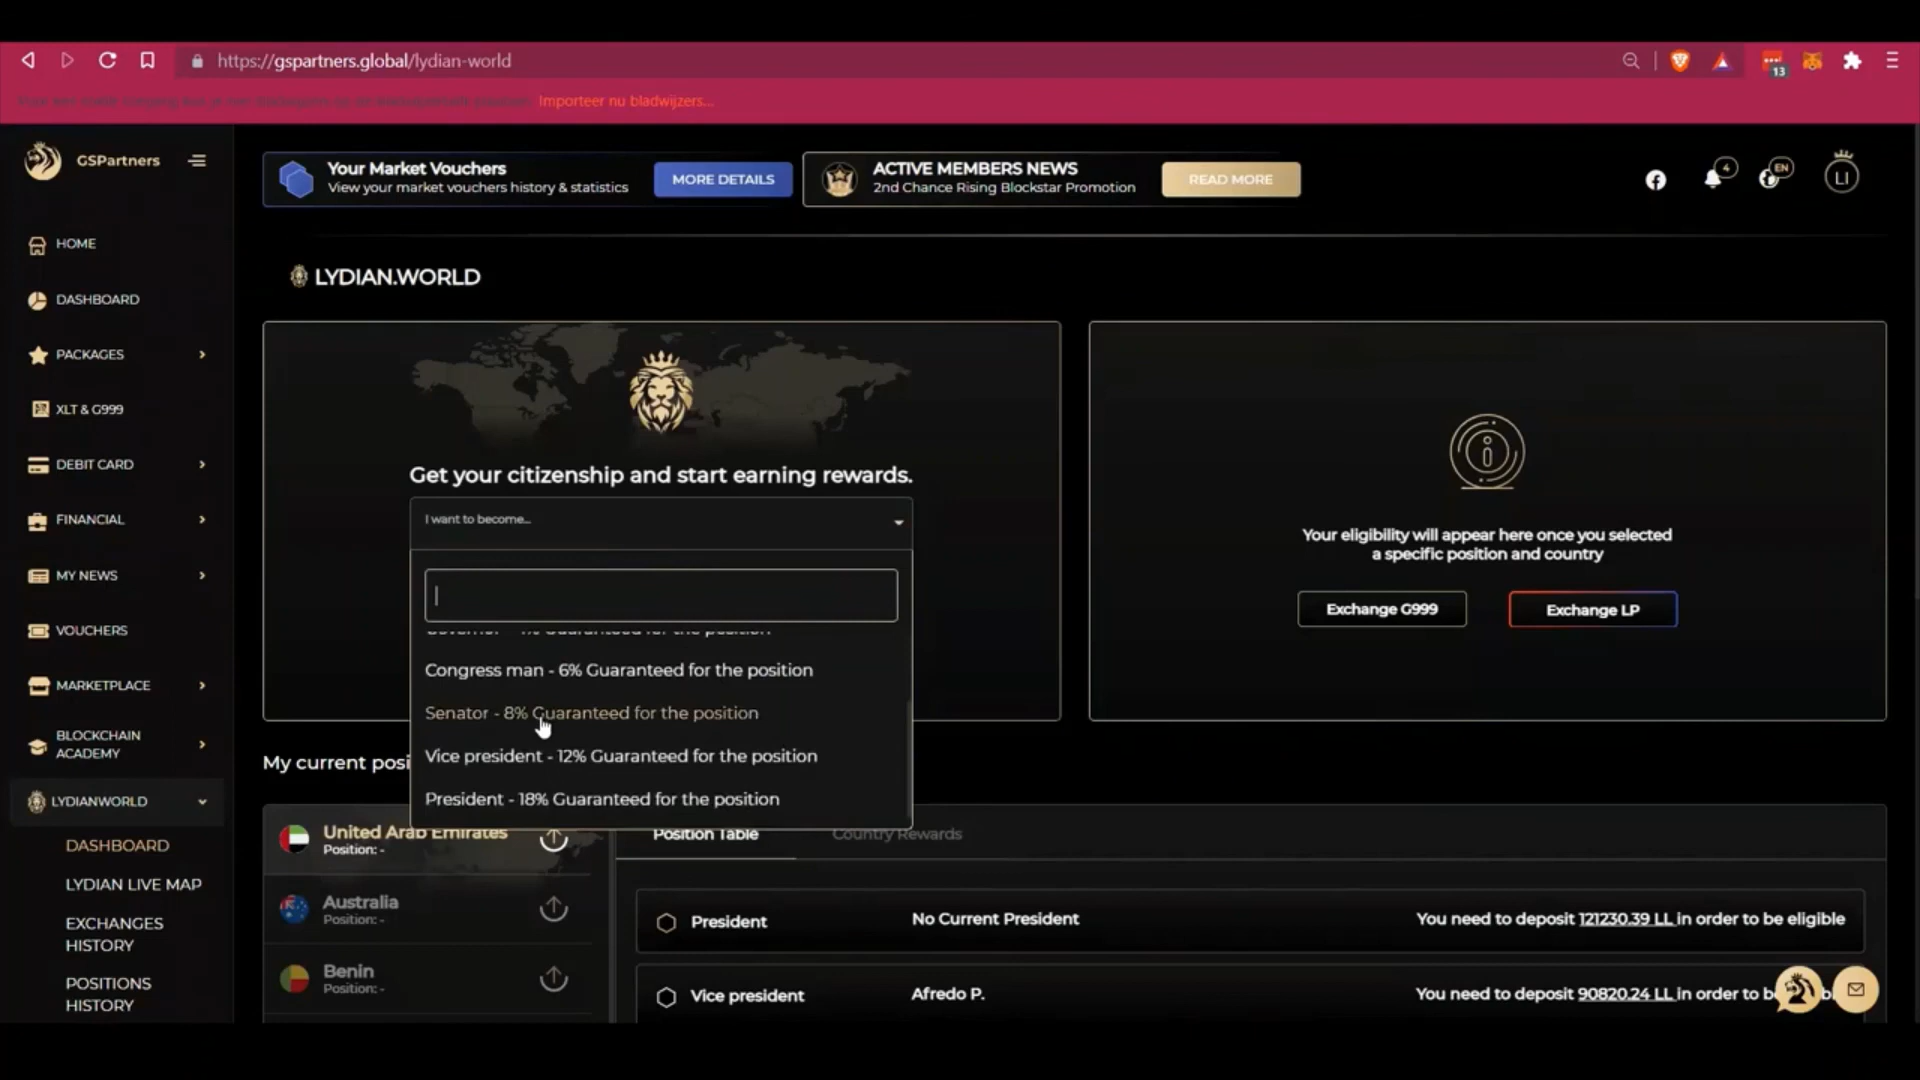 https://gspartners.global/lydian-world
13
Importeer nu bladwijzers...
GSPartners
Your Market Vouchers
View your market vouchers history & statistics
MORE DETAILS
ACTIVE MEMBERS NEWS
2nd Chance Rising Blockstar Promotion
READ MORE
4
EN
LI
HOME
DASHBOARD
PACKAGES
XLT & G999
DEBIT CARD
FINANCIAL
MY NEWS
VOUCHERS
MARKETPLACE
BLOCKCHAIN
ACADEMY
LYDIANWORLD
DASHBOARD
LYDIAN LIVE MAP
EXCHANGES
HISTORY
POSITIONS
HISTORY
LYDIAN.WORLD
Get your citizenship and start earning rewards.
I want to become...
Congress man - 6% Guaranteed for the position
Senator - 8% Guaranteed for the position
Vice president - 12% Guaranteed for the position
President - 18% Guaranteed for the position
Your eligibility will appear here once you selected
a specific position and country
Exchange G999
Exchange LP
My current posi
United Arab Emirates
Position: -
Australia
Position: -
Benin
Position: -
Position Table
Country Rewards
President
No Current President
You need to deposit 121230.39 LL in order to be eligible
Vice president
Afredo P.
You need to deposit 90820.24 LL in order to b